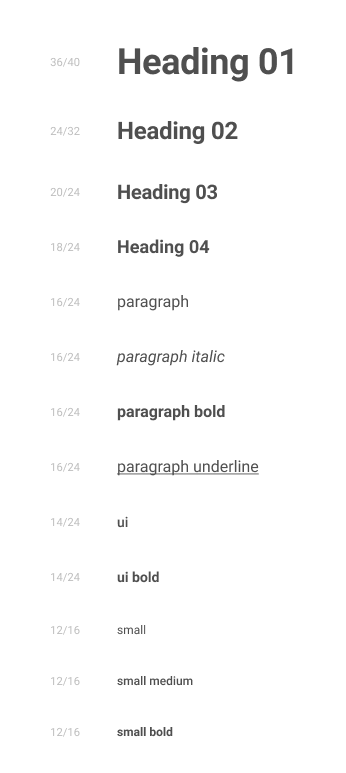 36/40 Heading 01
24/32 Heading 02
20/24 Heading 03
18/24 Heading 04
16/24 paragraph
16/24 paragraph italic
16/24 paragraph bold
16/24 paragraph underline
14/24 ui
14/24 ui bold
12/16 small
12/16 small medium
12/16 small bold